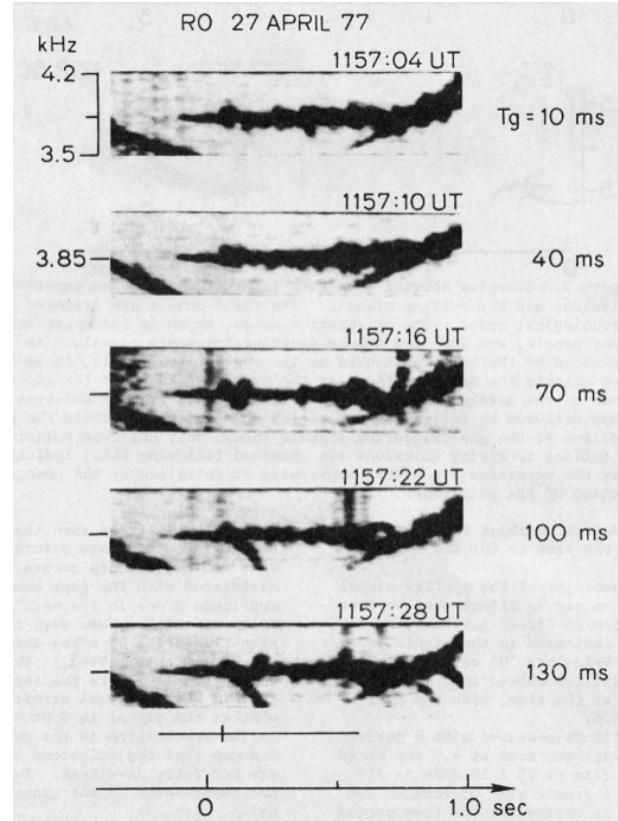 RO 27 APRIL 77
kHz
1157:04 UT
4.2
Tg = 10 ms
3.5
1157:10 UT
3.85
40 ms
1157:16 UT
70 ms
1157:22 UT
100 ms
1157:28 UT
130 ms
0
1.0 sec